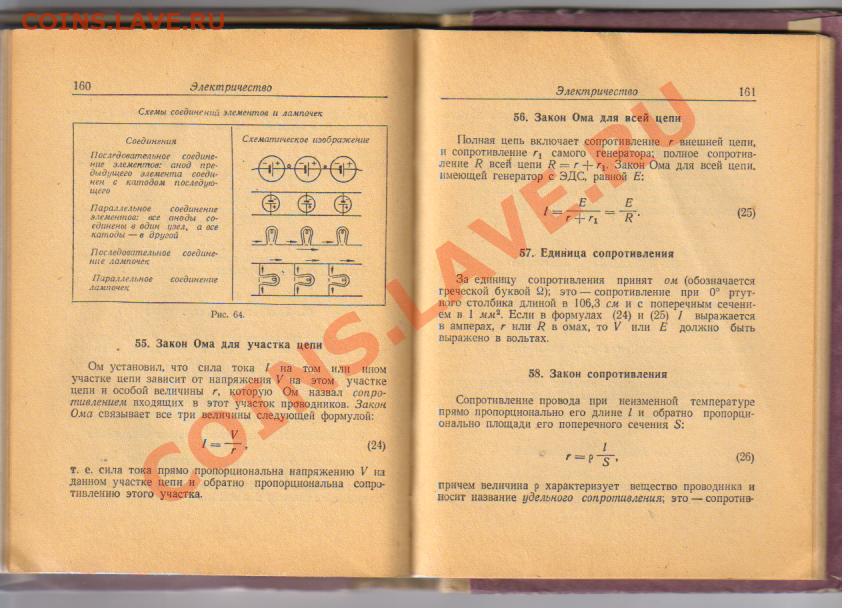 COINS.LAVE.RU
160 Электричество
Схемы соединений элементов и лампочек
Соединения
Последовательное соедине-
ние элементов: анод пре-
дыдущего элемента соеди-
нен с катодом последую-
щего
Параллельное соединение
элементов: все аноды со-
единены в один узел, а все
катоды — в другой
Последовательное соедине-
ние лампочек
Параллельное соединение
лампочек
Схематическое изображение
Рис. 64.
55. Закон Ома для участка цепи
Ом установил, что сила тока I на том или ином
участке цепи зависит от напряжения V на этом участке
цепи и особой величины r, которую Ом назвал сопро-
тивлением входящих в этот участок проводников. Закон
Ома связывает все три величины следующей формулой:
I = V/r, (24)
т. е. сила тока прямо пропорциональна напряжению V на
данном участке цепи и обратно пропорциональна сопро-
тивлению этого участка.
Электричество 161
56. Закон Ома для всей цепи
Полная цепь включает сопротивление r внешней цепи,
и сопротивление r₁ самого генератора; полное сопротив-
ление R всей цепи R = r + r₁. Закон Ома для всей цепи,
имеющей генератор с ЭДС, равной E:
I = E/(r + r₁) = E/R. (25)
57. Единица сопротивления
За единицу сопротивления принят ом (обозначается
греческой буквой Ω); это — сопротивление при 0° ртут-
ного столбика длиной в 106,3 см и с поперечным сечени-
ем в 1 мм². Если в формулах (24) и (25) I выражается
в амперах, r или R в омах, то V или E должно быть
выражено в вольтах.
58. Закон сопротивления
Сопротивление провода при неизменной температуре
прямо пропорционально его длине l и обратно пропорци-
онально площади его поперечного сечения S:
r = ρ l/S, (26)
причем величина ρ характеризует вещество проводника и
носит название удельного сопротивления; это — сопротив-
COINS.LAVE.RU